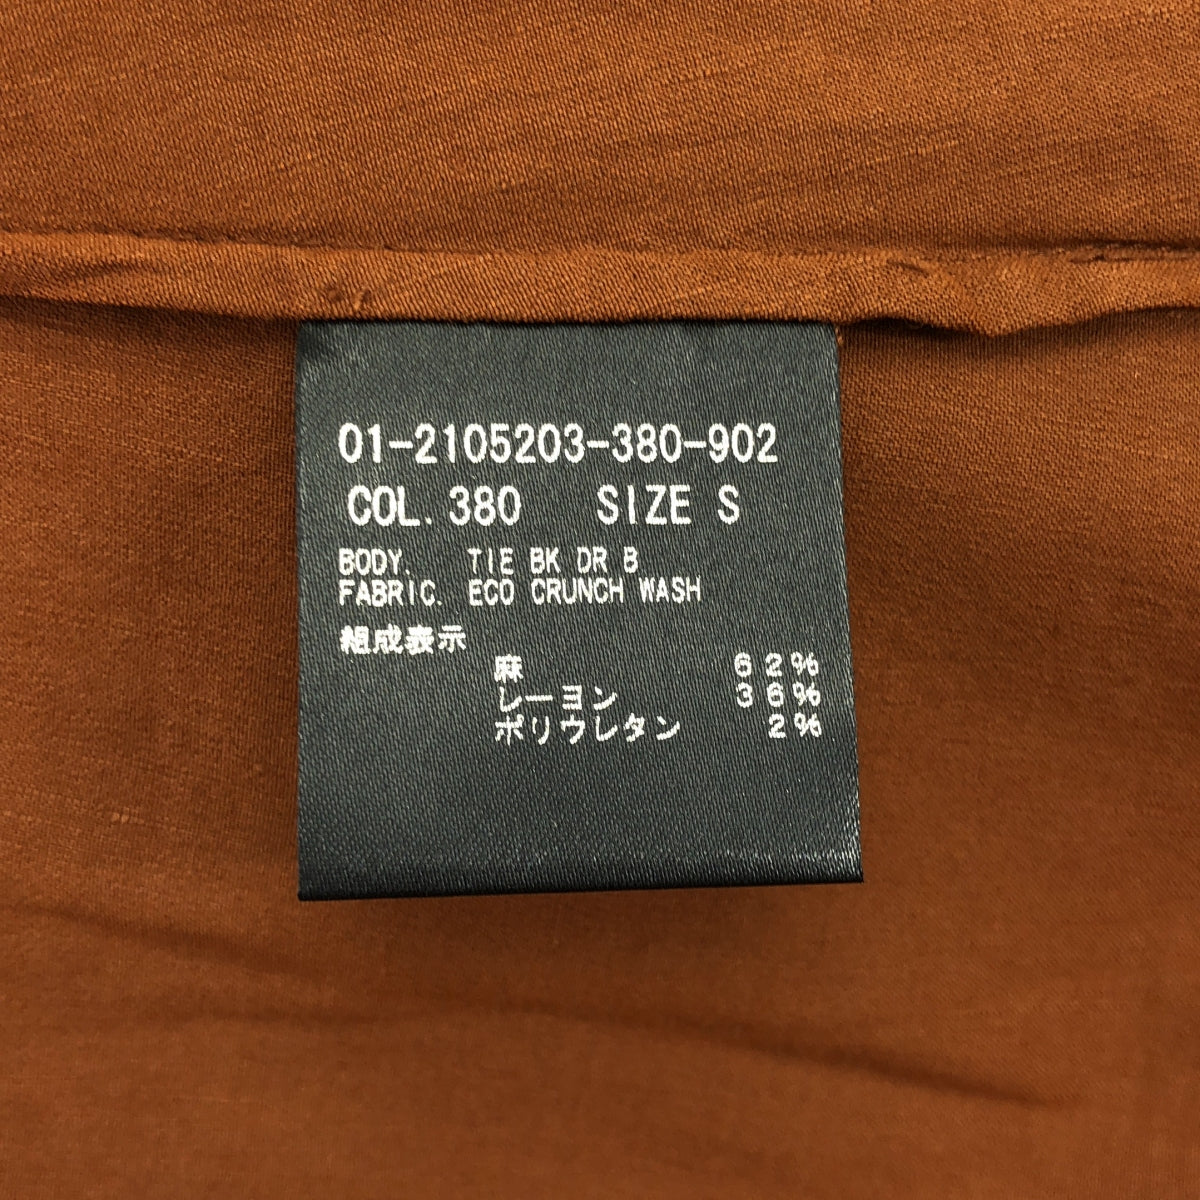 01-2105203-380-902
COL. 380 SIZE S
BODY. TIE BK DR B
FABRIC. ECO CRUNCH WASH
組成表示
麻 62%
レーヨン 36%
ポリウレタン 2%